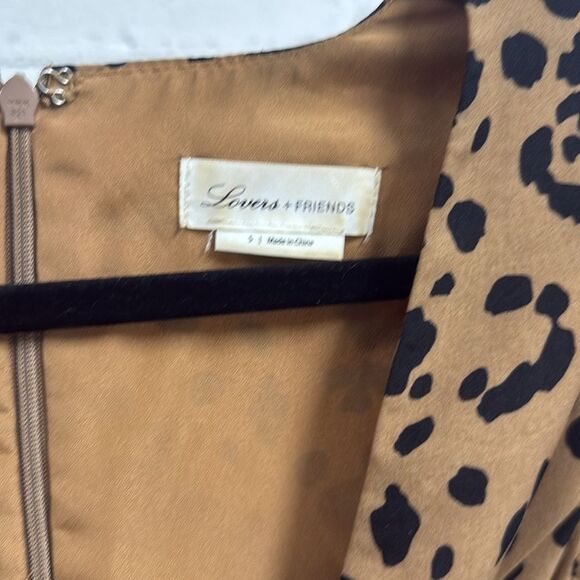 Lovers + FRIENDS
S | Made in China